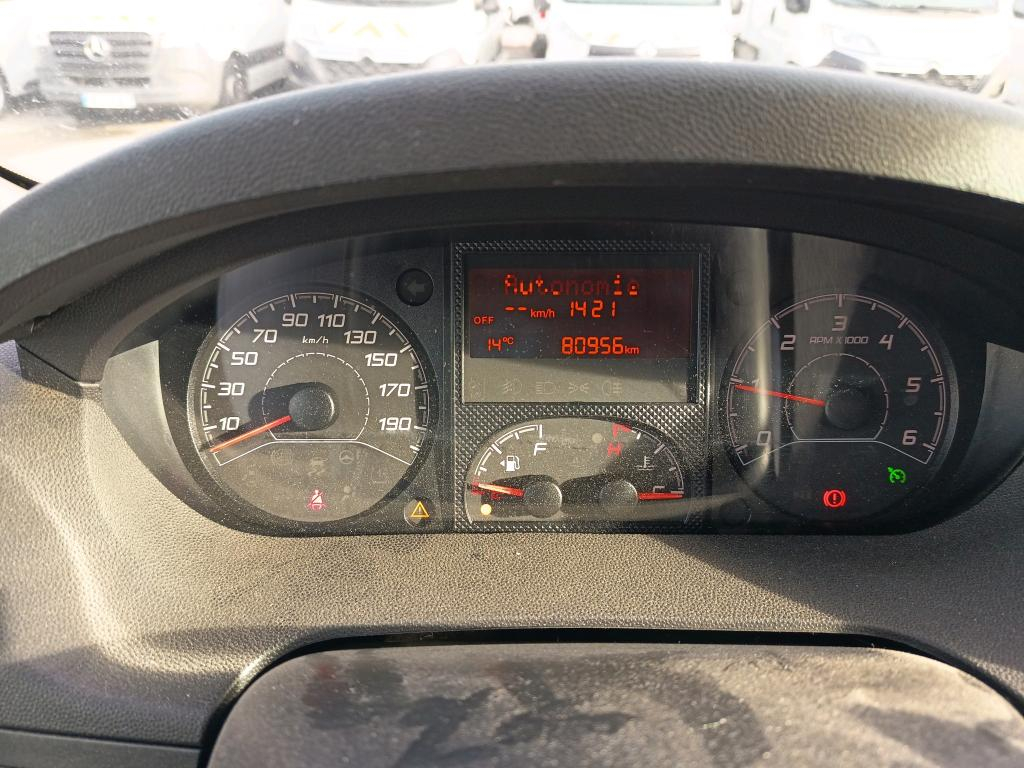 Autonomie
-- km/h 1421
OFF
14°C 80956 km
10 30 50 70 90 110 130 150 170 190
km/h
F
H
C
0 1 2 3 4 5 6
RPM X1000